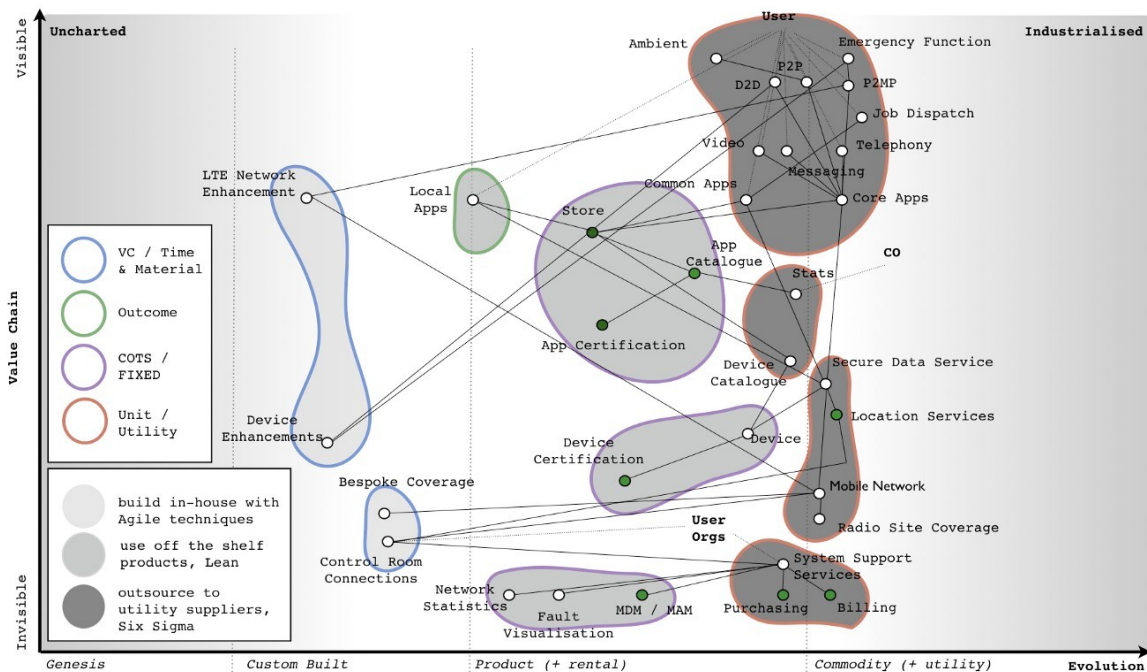 Uncharted
User
Industrialised
Visible
Ambient
Emergency Function
P2P
D2D
P2MP
Job Dispatch
Video
Telephony
Messaging
LTE Network
Enhancement
Local
Apps
Common Apps
Core Apps
Store
App
Catalogue
CO
Stats
VC / Time
& Material
Outcome
COTS /
FIXED
Unit /
Utility
Value Chain
App Certification
Device
Catalogue
Secure Data Service
Location Services
Device
Enhancements
Device
Device
Certification
Bespoke Coverage
Mobile Network
Radio Site Coverage
build in-house with
Agile techniques
use off the shelf
products, Lean
outsource to
utility suppliers,
Six Sigma
User
Orgs
Control Room
Connections
System Support
Services
Network
Statistics
Fault
Visualisation
MDM / MAM
Purchasing
Billing
Invisible
Genesis
Custom Built
Product (+ rental)
Commodity (+ utility)
Evolution